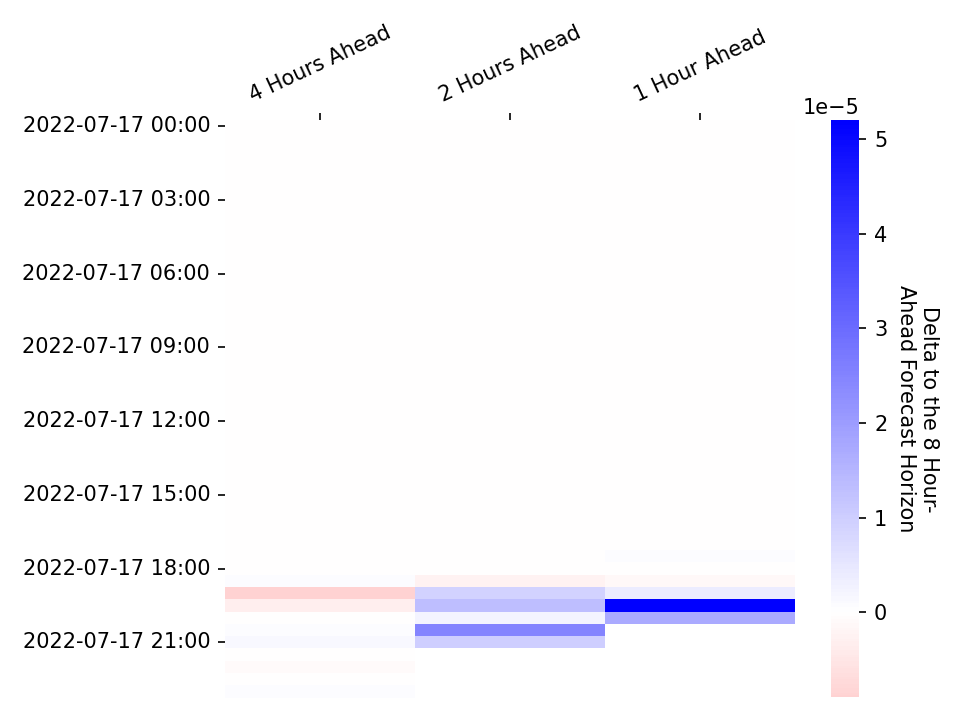 4 Hours Ahead
2 Hours Ahead
1 Hour Ahead
2022-07-17 00:00
2022-07-17 03:00
2022-07-17 06:00
2022-07-17 09:00
2022-07-17 12:00
2022-07-17 15:00
2022-07-17 18:00
2022-07-17 21:00
1e−5
5
4
3
2
1
0
Delta to the 8 Hour-
Ahead Forecast Horizon